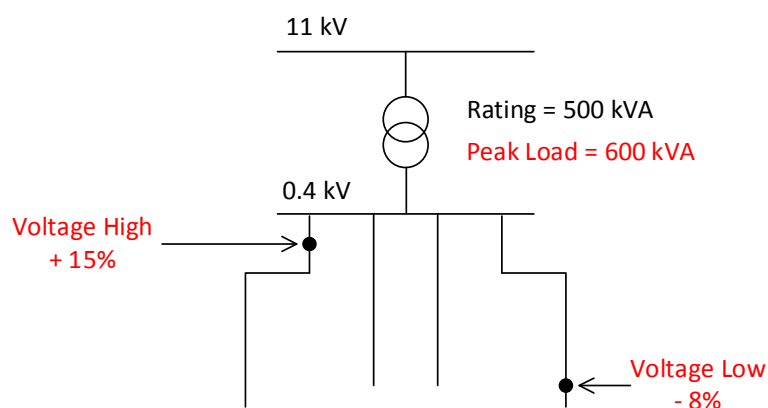 11 kV
Rating = 500 kVA
Peak Load = 600 kVA
0.4 kV
Voltage High
+ 15%
Voltage Low
- 8%